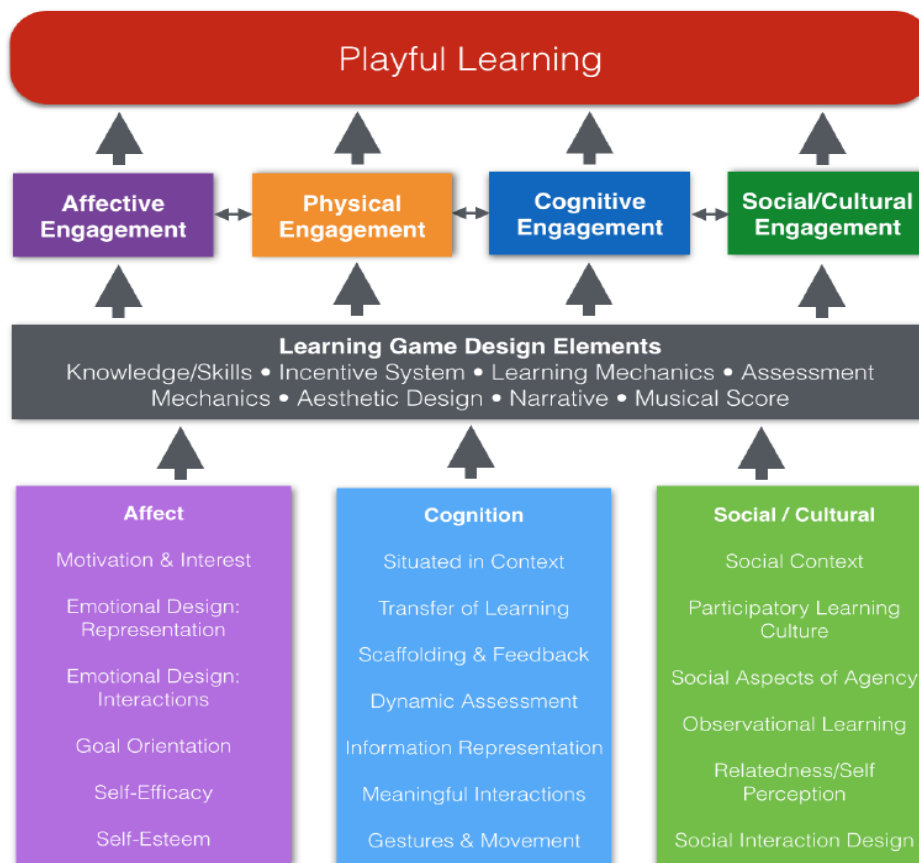 Playful Learning
Affective
Engagement
Physical
Engagement
Cognitive
Engagement
Social/Cultural
Engagement
Learning Game Design Elements
Knowledge/Skills • Incentive System • Learning Mechanics • Assessment
Mechanics • Aesthetic Design • Narrative • Musical Score
Affect
Motivation & Interest
Emotional Design:
Representation
Emotional Design:
Interactions
Goal Orientation
Self-Efficacy
Self-Esteem
Cognition
Situated in Context
Transfer of Learning
Scaffolding & Feedback
Dynamic Assessment
Information Representation
Meaningful Interactions
Gestures & Movement
Social / Cultural
Social Context
Participatory Learning
Culture
Social Aspects of Agency
Observational Learning
Relatedness/Self
Perception
Social Interaction Design